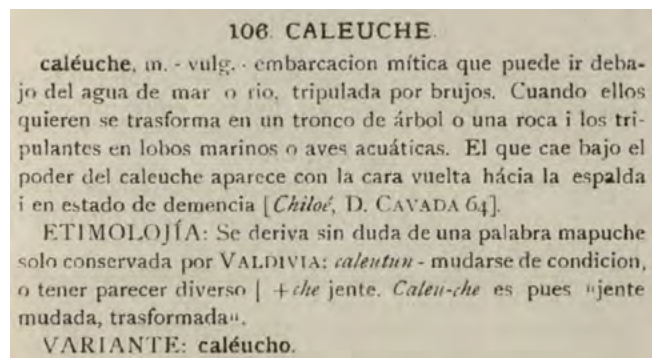 106. CALEUCHE.
caléuche, m. - vulg. - embarcacion mítica que puede ir deba-
jo del agua de mar o rio, tripulada por brujos. Cuando ellos
quieren se trasforma en un tronco de árbol o una roca i los tri-
pulantes en lobos marinos o aves acuáticas. El que cae bajo el
poder del caleuche aparece con la cara vuelta hácia la espalda
i en estado de demencia [Chiloé, D. CAVADA 64].
ETIMOLOJÍA: Se deriva sin duda de una palabra mapuche
solo conservada por VALDIVIA: caleutun - mudarse de condicion,
o tener parecer diverso | + che jente. Caleu-che es pues "jente
mudada, trasformada".
VARIANTE: caléucho.